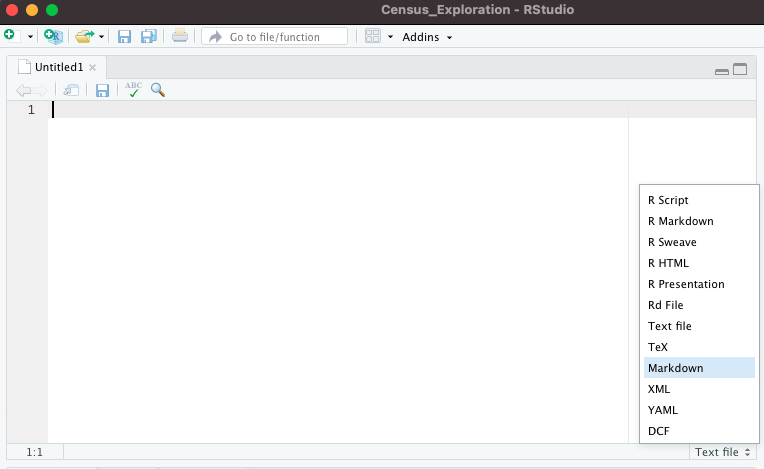 Census_Exploration - RStudio
R
Go to file/function
Addins
Untitled1
ABC
1
R Script
R Markdown
R Sweave
R HTML
R Presentation
Rd File
Text file
TeX
Markdown
XML
YAML
DCF
1:1
Text file